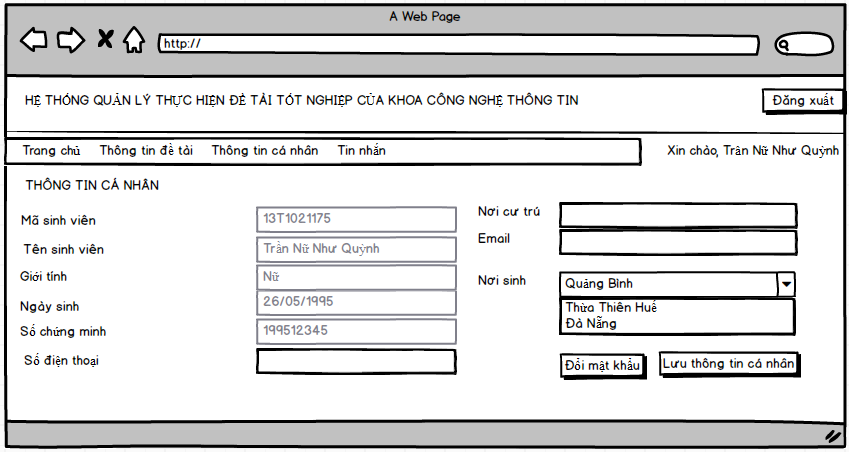 A Web Page
http://
HỆ THỐNG QUẢN LÝ THỰC HIỆN ĐỀ TÀI TỐT NGHIỆP CỦA KHOA CÔNG NGHỆ THÔNG TIN
Đăng xuất
Trang chủ Thông tin đề tài Thông tin cá nhân Tin nhắn
Xin chào, Trần Nữ Như Quỳnh
THÔNG TIN CÁ NHÂN
Mã sinh viên 13T1021175
Tên sinh viên Trần Nữ Như Quỳnh
Giới tính Nữ
Ngày sinh 26/05/1995
Số chứng minh 199512345
Số điện thoại
Nơi cư trú
Email
Nơi sinh Quảng Bình
Thừa Thiên Huế
Đà Nẵng
Đổi mật khẩu Lưu thông tin cá nhân